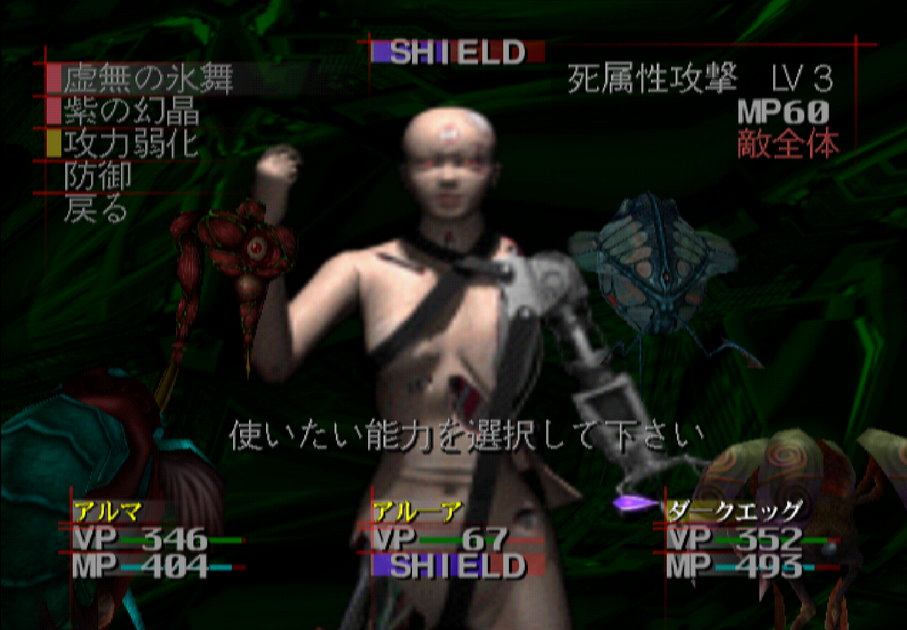 SHIELD
虚無の氷舞
紫の幻晶
攻力弱化
防御
戻る
死属性攻撃 LV 3
MP60
敵全体
使いたい能力を選択して下さい
アルマ
VP 346
MP 404
アルーア
VP 67
SHIELD
ダークエッグ
VP 352
MP 493